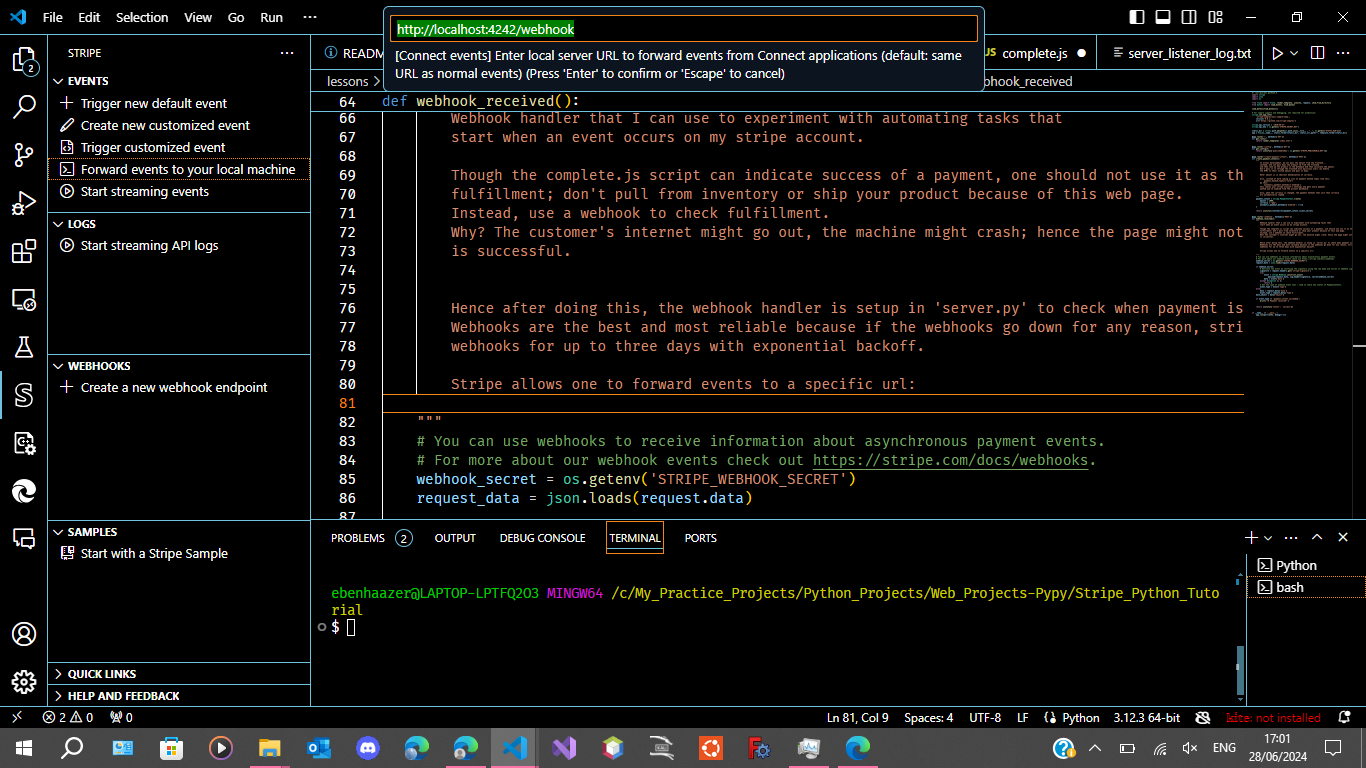 File Edit Selection View Go Run ···
http://localhost:4242/webhook
[Connect events] Enter local server URL to forward events from Connect applications (default: same
URL as normal events) (Press 'Enter' to confirm or 'Escape' to cancel)
STRIPE ···
README
complete.js
server_listener_log.txt
lessons
webhook_received
EVENTS
Trigger new default event
Create new customized event
Trigger customized event
Forward events to your local machine
Start streaming events
LOGS
Start streaming API logs
WEBHOOKS
Create a new webhook endpoint
SAMPLES
Start with a Stripe Sample
QUICK LINKS
HELP AND FEEDBACK
2
64 def webhook_received():
66 Webhook handler that I can use to experiment with automating tasks that
67 start when an event occurs on my stripe account.
68
69 Though the complete.js script can indicate success of a payment, one should not use it as th
70 fulfillment; don't pull from inventory or ship your product because of this web page.
71 Instead, use a webhook to check fulfillment.
72 Why? The customer's internet might go out, the machine might crash; hence the page might not
73 is successful.
74
75
76 Hence after doing this, the webhook handler is setup in 'server.py' to check when payment is
77 Webhooks are the best and most reliable because if the webhooks go down for any reason, stri
78 webhooks for up to three days with exponential backoff.
79
80 Stripe allows one to forward events to a specific url:
81
82 """
83 # You can use webhooks to receive information about asynchronous payment events.
84 # For more about our webhook events check out https://stripe.com/docs/webhooks.
85 webhook_secret = os.getenv('STRIPE_WEBHOOK_SECRET')
86 request_data = json.loads(request.data)
87
PROBLEMS 2 OUTPUT DEBUG CONSOLE TERMINAL PORTS
Python
bash
ebenhaazer@LAPTOP-LPTFQ2O3 MINGW64 /c/My_Practice_Projects/Python_Projects/Web_Projects-Pypy/Stripe_Python_Tuto
rial
$
2 0 0
Ln 81, Col 9 Spaces: 4 UTF-8 LF Python 3.12.3 64-bit not installed
ENG
17:01
28/06/2024